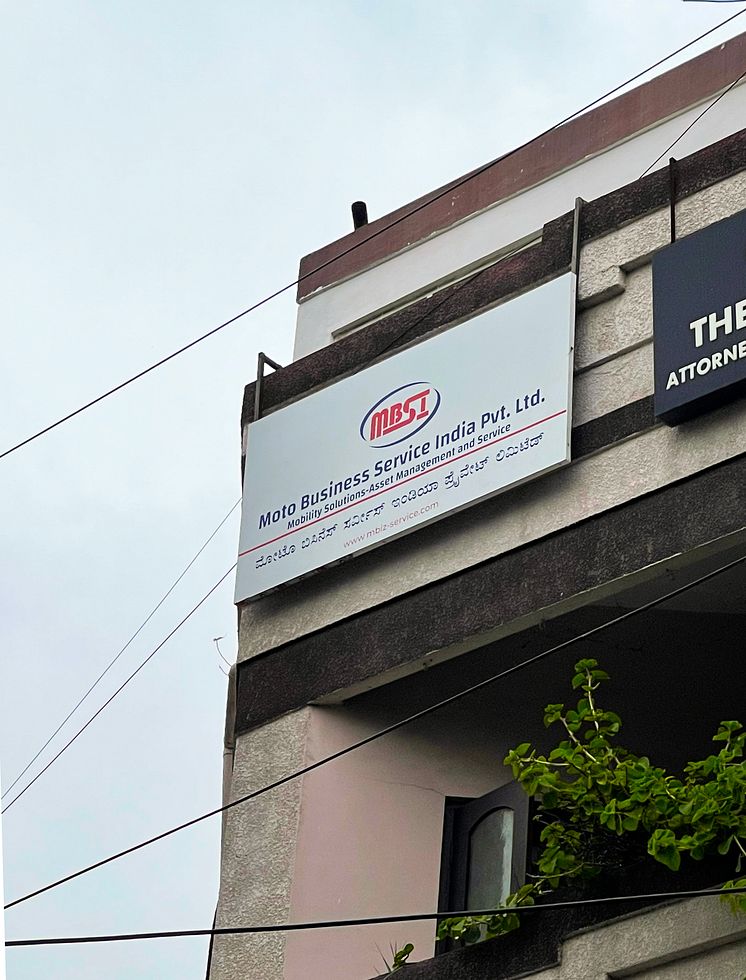 MBSI
Moto Business Service India Pvt. Ltd.
Mobility Solutions-Asset Management and Service
ಮೋಟೊ ಬಿಸಿನೆಸ್ ಸರ್ವೀಸ್ ಇಂಡಿಯಾ ಪ್ರೈವೇಟ್ ಲಿಮಿಟೆಡ್
www.mbiz-service.com
THE